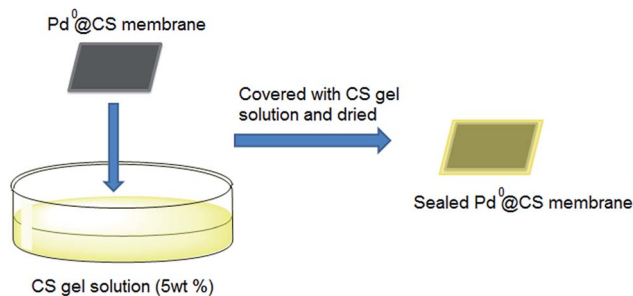 Pd⁰@CS membrane
Covered with CS gel
solution and dried
Sealed Pd⁰@CS membrane
CS gel solution (5wt %)